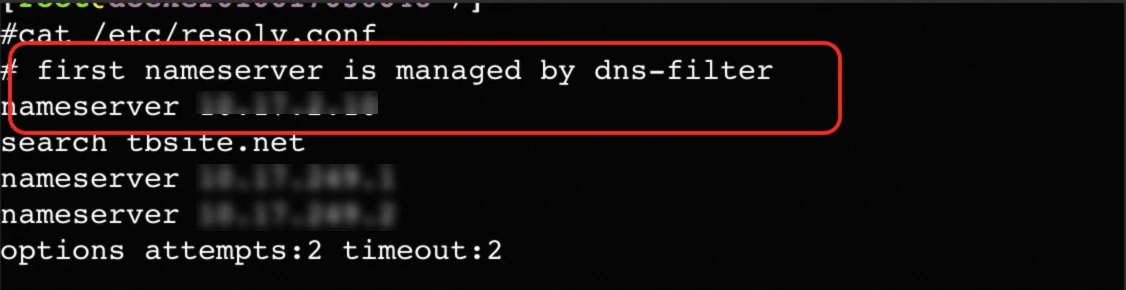 #cat /etc/resolv.conf
# first nameserver is managed by dns-filter
nameserver
search tbsite.net
nameserver
nameserver
options attempts:2 timeout:2